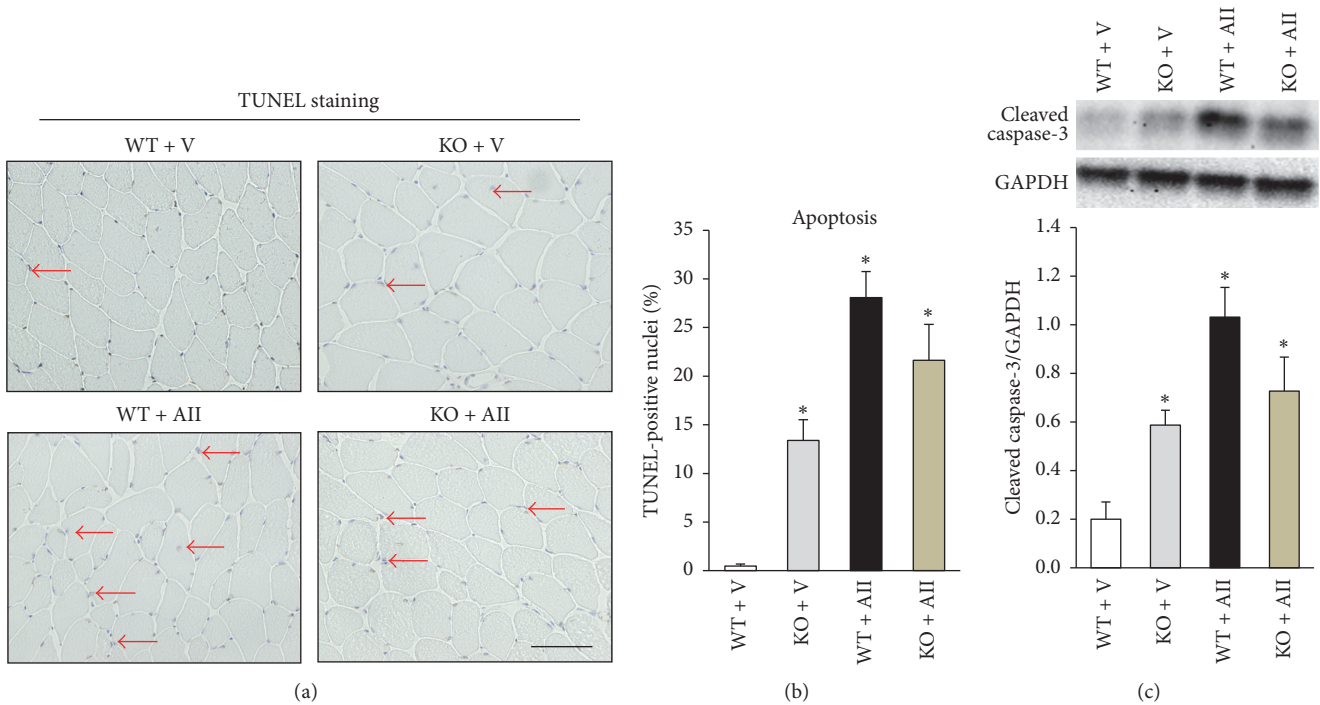 TUNEL staining
WT + V
KO + V
WT + AII
KO + AII
(a)
Apoptosis
TUNEL-positive nuclei (%)
35
30
25
20
15
10
5
0
*
*
*
WT + V
KO + V
WT + AII
KO + AII
(b)
WT + V
KO + V
WT + AII
KO + AII
Cleaved
caspase-3
GAPDH
Cleaved caspase-3/GAPDH
1.4
1.2
1.0
0.8
0.6
0.4
0.2
0.0
*
*
*
WT + V
KO + V
WT + AII
KO + AII
(c)